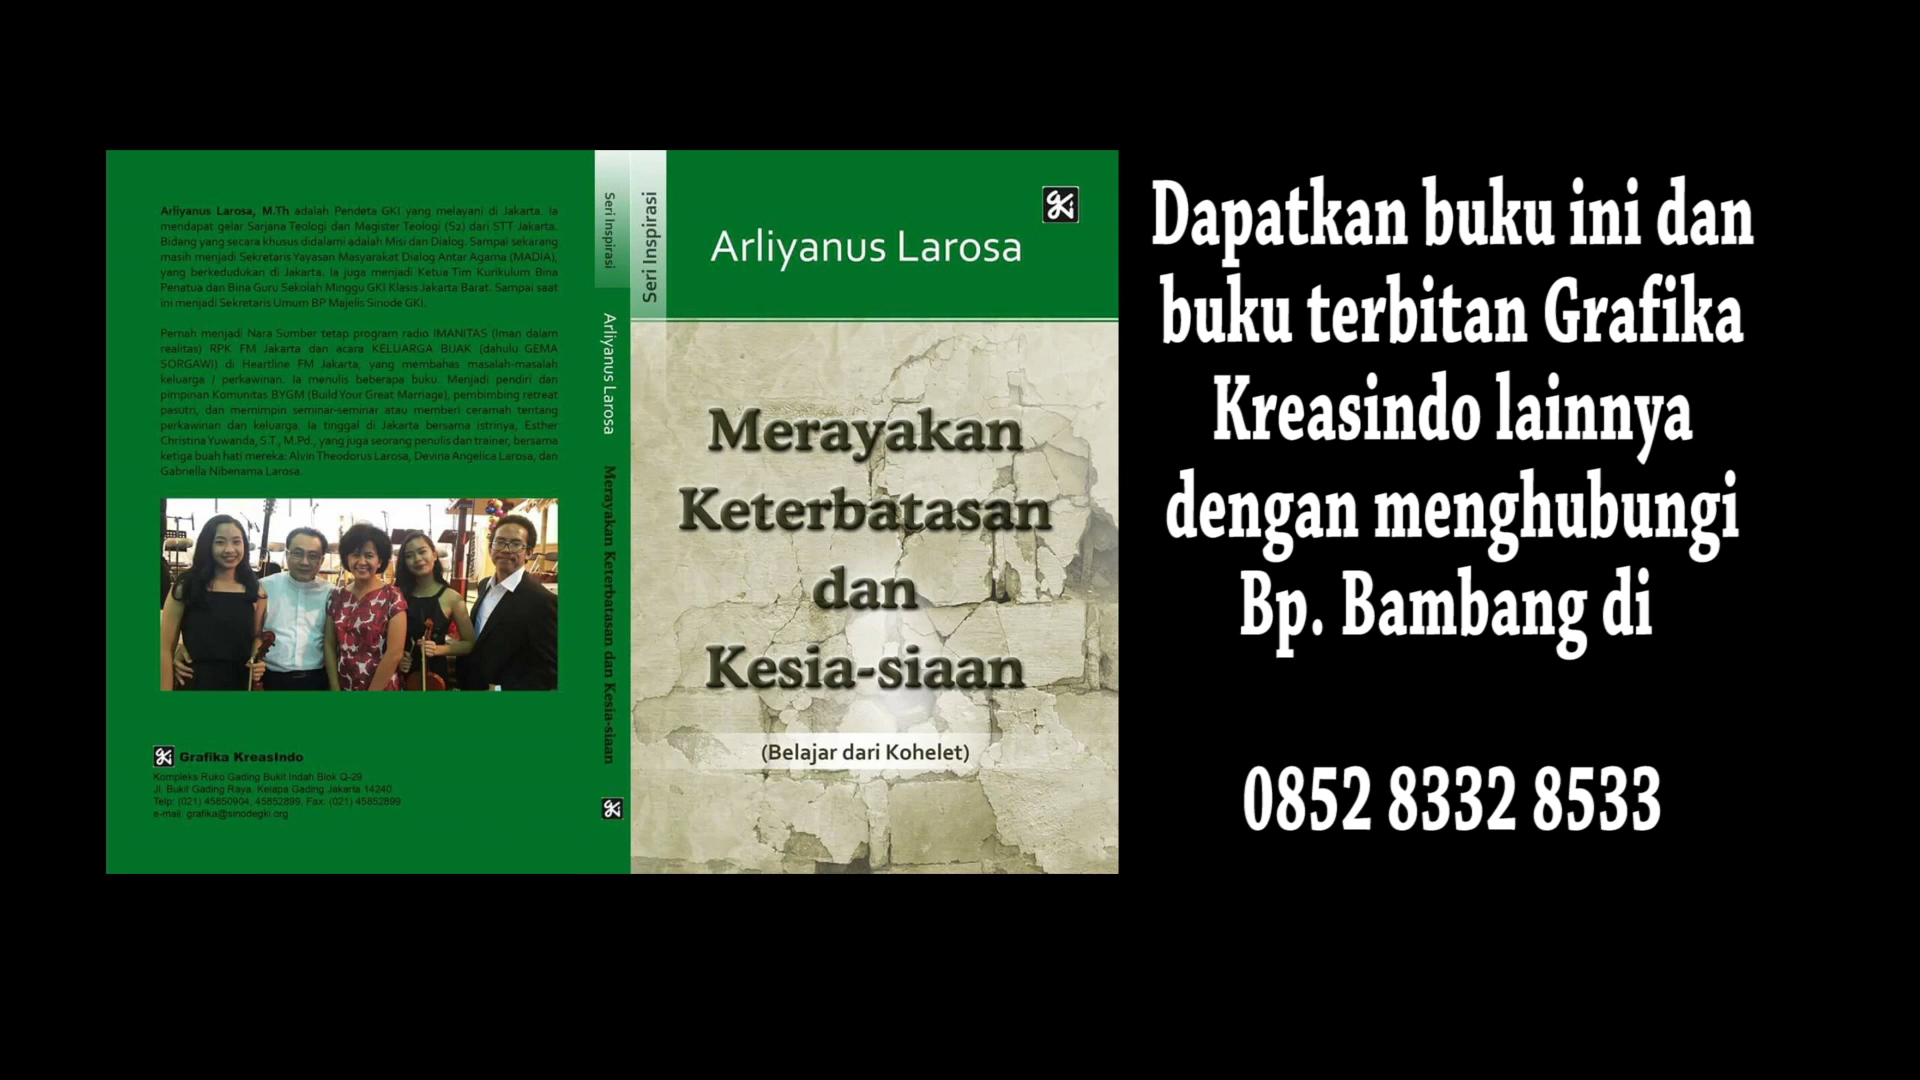 Arliyanus Larosa, M.Th adalah Pendeta GKI yang melayani di Jakarta. Ia
mendapat gelar Sarjana Teologi dan Magister Teologi (S2) dari STT Jakarta.
Bidang yang secara khusus didalami adalah Misi dan Dialog. Sampai sekarang
masih menjadi Sekretaris Yayasan Masyarakat Dialog Antar Agama (MADIA),
yang berkedudukan di Jakarta. Ia juga menjadi Ketua Tim Kurikulum Bina
Penatua dan Bina Guru Sekolah Minggu GKI Klasis Jakarta Barat. Sampai saat
ini menjadi Sekretaris Umum BP Majelis Sinode GKI.
Pernah menjadi Nara Sumber tetap program radio IMANITAS (Iman dalam
realitas) RPK FM Jakarta dan acara KELUARGA BIJAK (dahulu GEMA
SORGAWI) di Heartline FM Jakarta, yang membahas masalah-masalah
keluarga / perkawinan. Ia menulis beberapa buku. Menjadi pendiri dan
pimpinan Komunitas BYGM (Build Your Great Marriage), pembimbing retreat
pasutri, dan memimpin seminar-seminar atau memberi ceramah tentang
perkawinan dan keluarga. Ia tinggal di Jakarta bersama istrinya, Esther
Christina Yuwanda, S.T., M.Pd., yang juga seorang penulis dan trainer, bersama
ketiga buah hati mereka: Alvin Theodorus Larosa, Devina Angelica Larosa, dan
Gabriella Nibenama Larosa.
gKi Grafika KreasIndo
Kompleks Ruko Gading Bukit Indah Blok Q-29
Jl. Bukit Gading Raya, Kelapa Gading Jakarta 14240
Telp: (021) 45850904, 45852899, Fax: (021) 45852899
e-mail: grafika@sinodegki.org
Seri Inspirasi
Arliyanus Larosa
Merayakan Keterbatasan dan Kesia-siaan
gKi
Seri Inspirasi
gKi
Arliyanus Larosa
Merayakan
Keterbatasan
dan
Kesia-siaan
(Belajar dari Kohelet)
Dapatkan buku ini dan
buku terbitan Grafika
Kreasindo lainnya
dengan menghubungi
Bp. Bambang di
0852 8332 8533